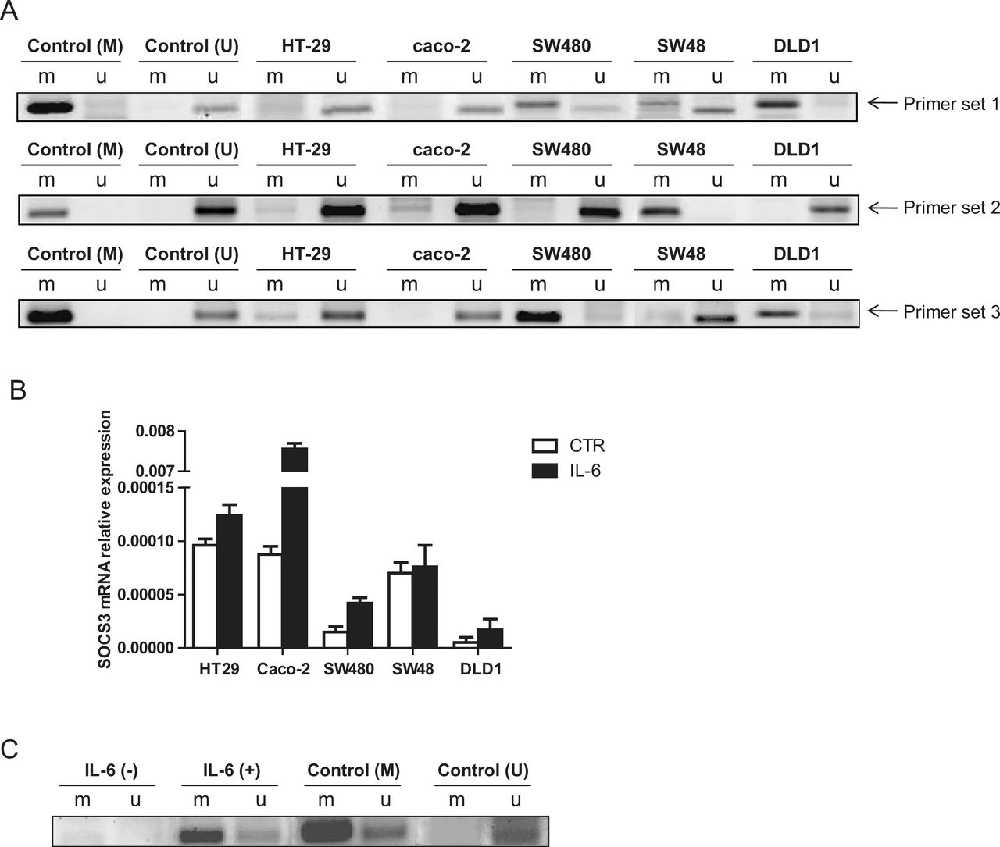 A
Control (M) Control (U) HT-29 caco-2 SW480 SW48 DLD1
m u m u m u m u m u m u m u
Primer set 1
Control (M) Control (U) HT-29 caco-2 SW480 SW48 DLD1
m u m u m u m u m u m u m u
Primer set 2
Control (M) Control (U) HT-29 caco-2 SW480 SW48 DLD1
m u m u m u m u m u m u m u
Primer set 3
B
SOCS3 mRNA relative expression
0.008
0.007
0.00015
0.00010
0.00005
0.00000
HT29 Caco-2 SW480 SW48 DLD1
CTR
IL-6
C
IL-6 (-) IL-6 (+) Control (M) Control (U)
m u m u m u m u